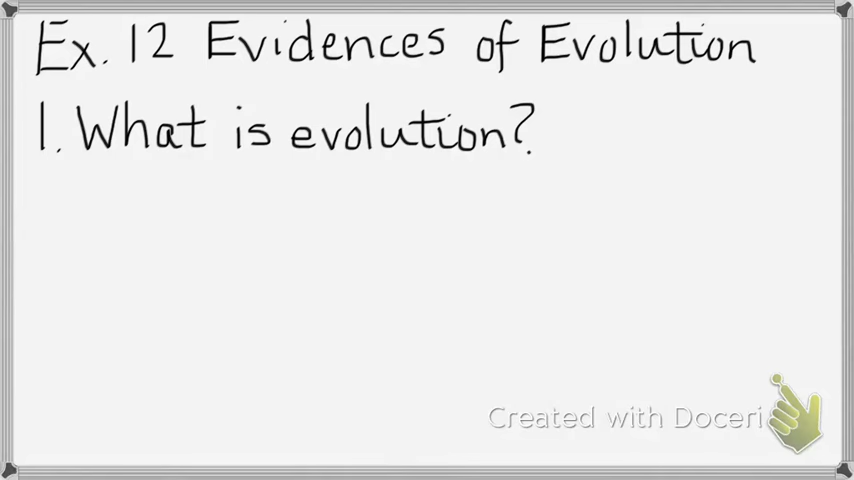 Ex. 12 Evidences of Evolution
1. What is evolution?
Created with Doceri